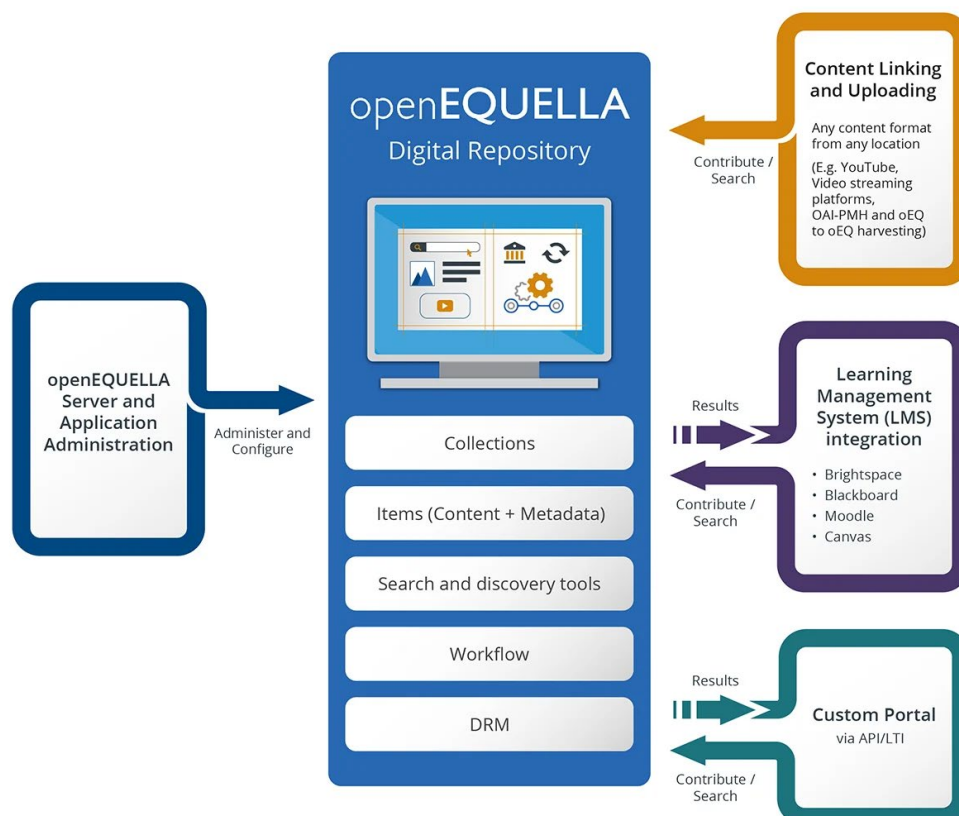 openEQUELLA
Digital Repository
Collections
Items (Content + Metadata)
Search and discovery tools
Workflow
DRM
openEQUELLA
Server and
Application
Administration
Administer and
Configure
Content Linking
and Uploading
Any content format
from any location
(E.g. YouTube,
Video streaming
platforms,
OAI-PMH and oEQ
to oEQ harvesting)
Contribute /
Search
Learning
Management
System (LMS)
integration
• Brightspace
• Blackboard
• Moodle
• Canvas
Results
Contribute /
Search
Custom Portal
via API/LTI
Results
Contribute /
Search